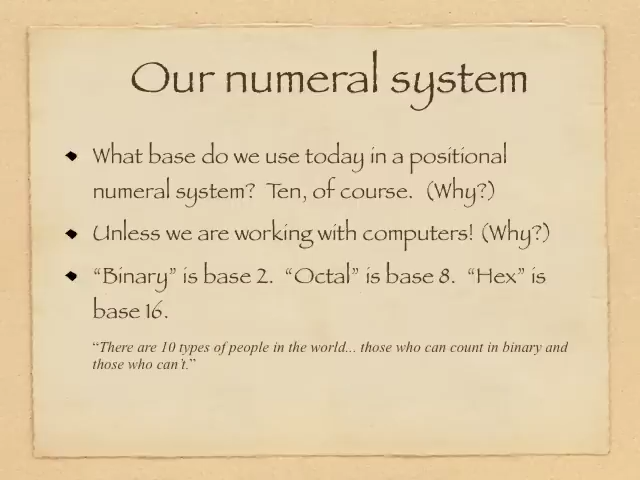 Our numeral system
What base do we use today in a positional
numeral system?  Ten, of course.  (Why?)
Unless we are working with computers! (Why?)
“Binary” is base 2.  “Octal” is base 8.  “Hex” is
base 16.
“There are 10 types of people in the world... those who can count in binary and
those who can't.”